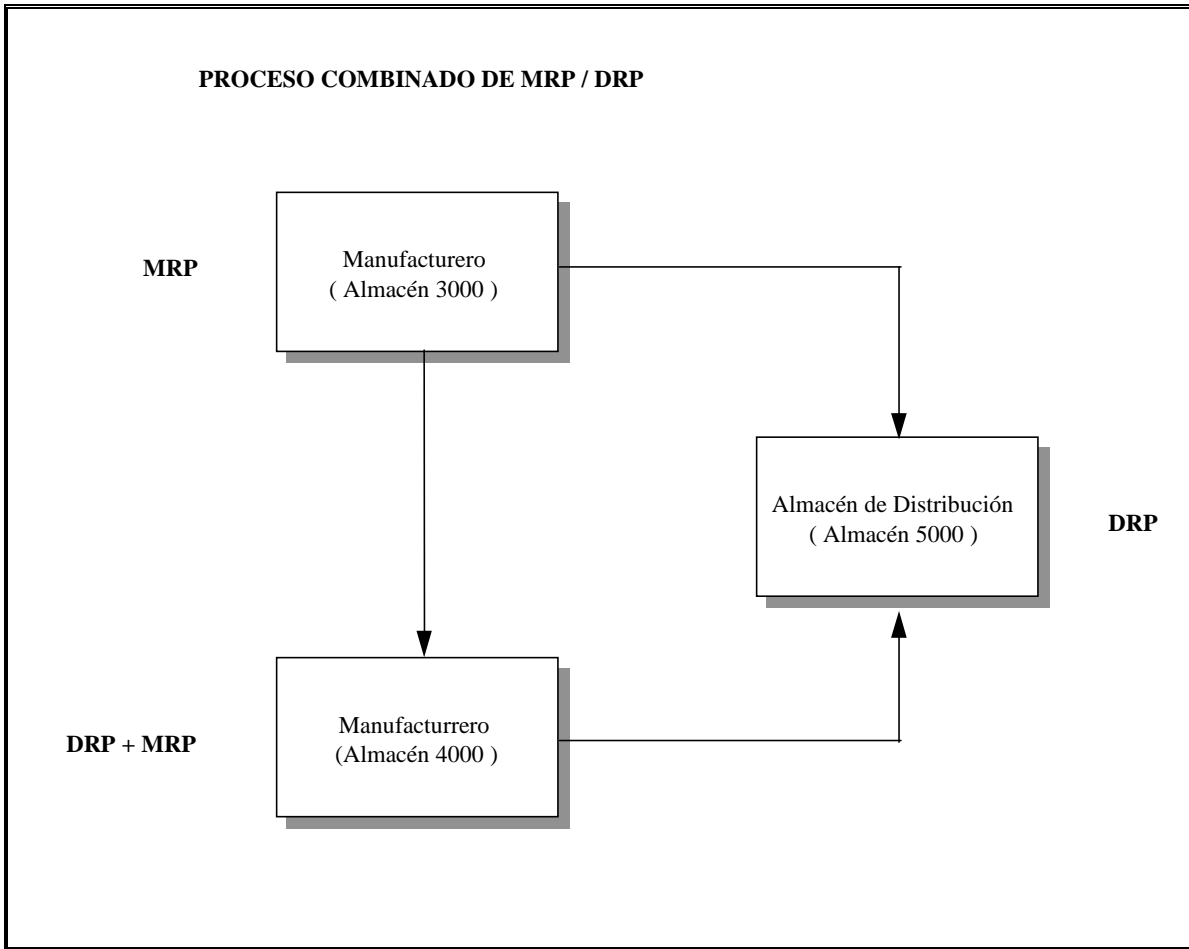 PROCESO COMBINADO DE MRP / DRP
MRP
Manufacturero
( Almacén 3000 )
Almacén de Distribución
( Almacén 5000 )
DRP
DRP + MRP
Manufacturrero
(Almacén 4000 )